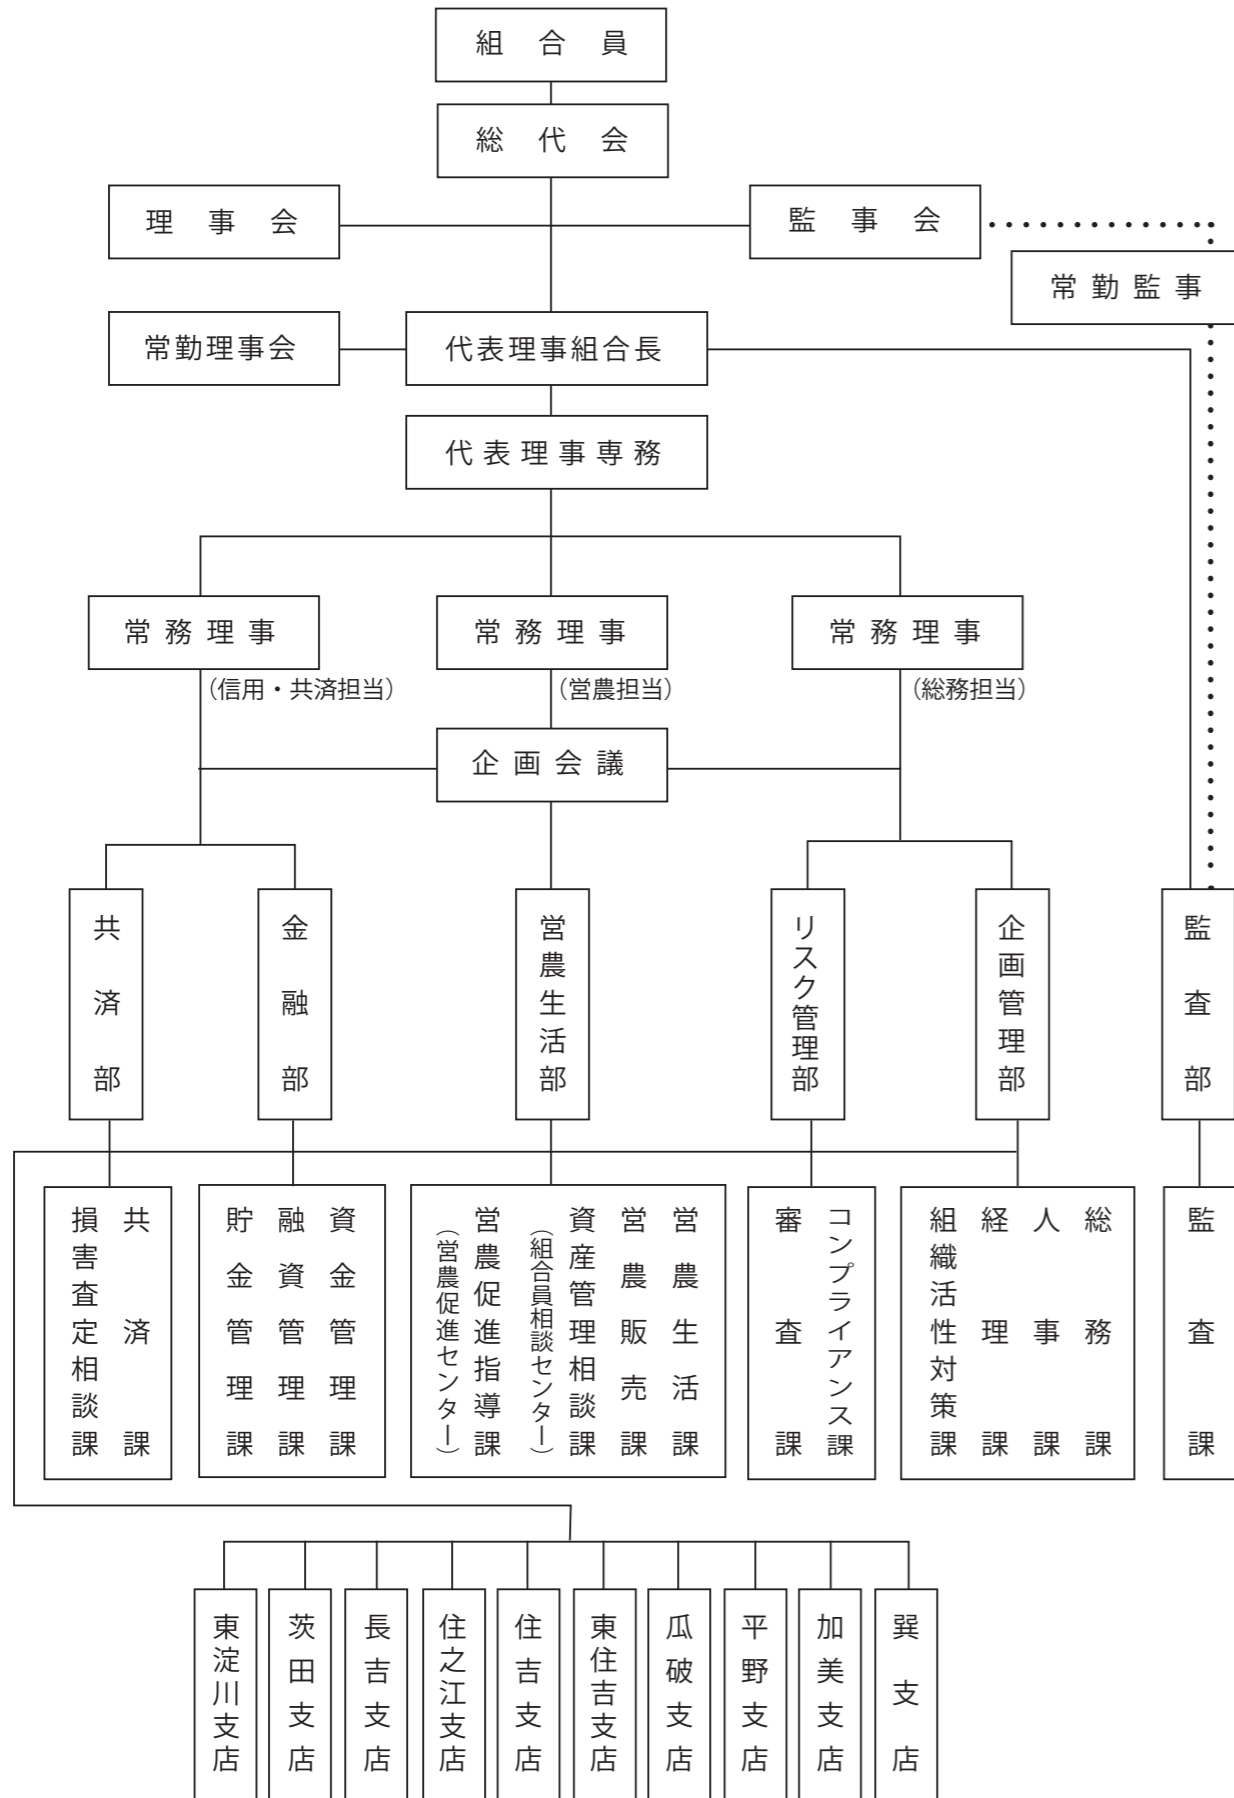 組合員
総代会
理事会
監事会
常勤監事
常勤理事会
代表理事組合長
代表理事専務
常務理事
（信用・共済担当）
常務理事
（営農担当）
常務理事
（総務担当）
企画会議
共済部
金融部
営農生活部
リスク管理部
企画管理部
監査部
共済課
損害査定相談課
資金管理課
融資管理課
貯金管理課
営農生活課
営農販売課
資産管理相談課
（組合員相談センター）
営農促進指導課
（営農促進センター）
コンプライアンス課
審査課
総務課
人事課
経理課
組織活性対策課
監査課
東淀川支店
茨田支店
長吉支店
住之江支店
住吉支店
東住吉支店
瓜破支店
平野支店
加美支店
巽支店